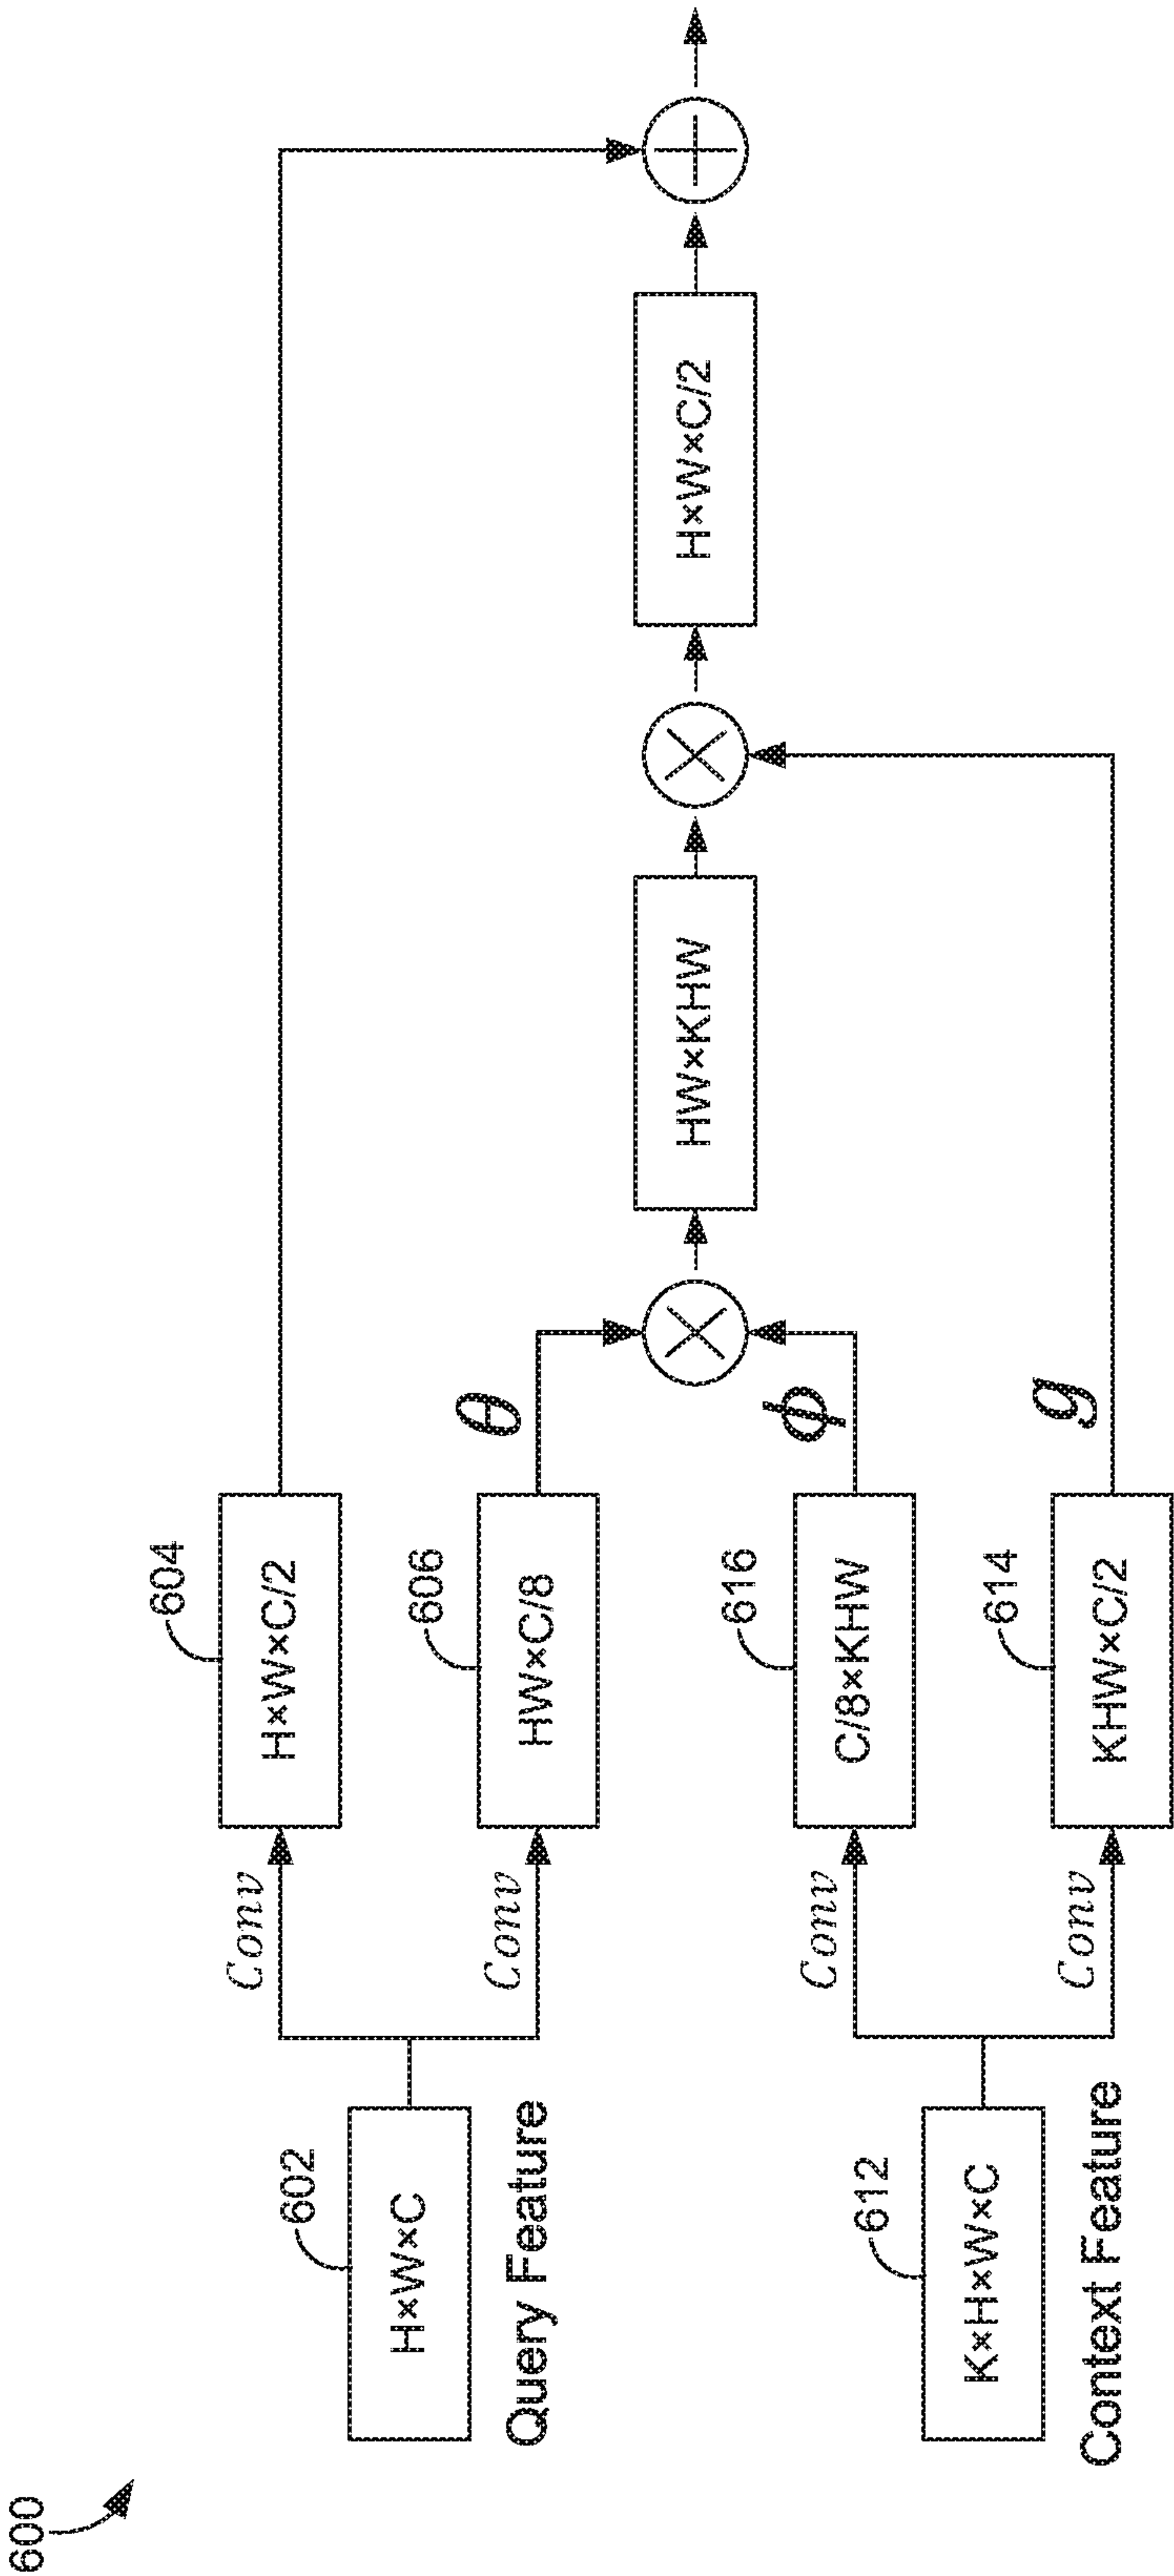 600
602
H×W×C
Query Feature
612
K×H×W×C
Context Feature
Conv
Conv
Conv
Conv
604
H×W×C/2
606
HW×C/8
616
C/8×KHW
614
KHW×C/2
θ
ϕ
g
HW×KHW
H×W×C/2